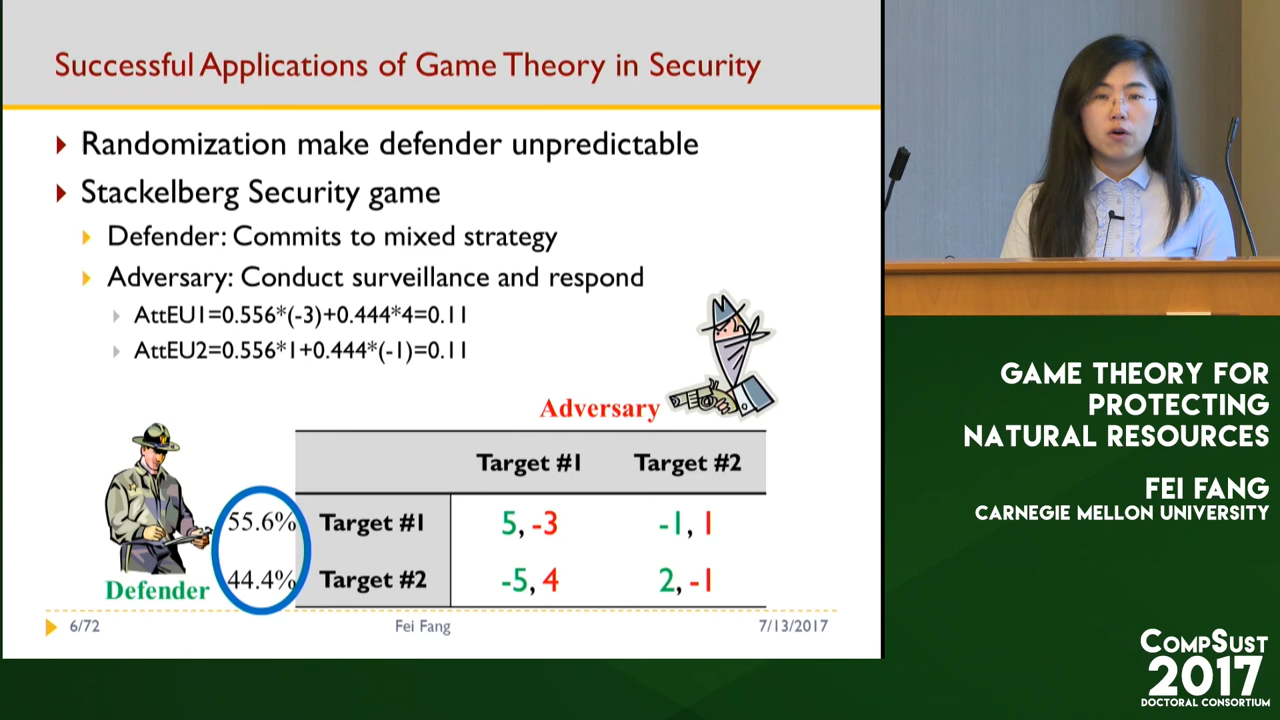 Successful Applications of Game Theory in Security
Randomization make defender unpredictable
Stackelberg Security game
Defender: Commits to mixed strategy
Adversary: Conduct surveillance and respond
AttEU1=0.556*(-3)+0.444*4=0.11
AttEU2=0.556*1+0.444*(-1)=0.11
Adversary
Target #1 Target #2
55.6% Target #1 5, -3 -1, 1
44.4% Target #2 -5, 4 2, -1
Defender
6/72 Fei Fang 7/13/2017
GAME THEORY FOR
PROTECTING
NATURAL RESOURCES
FEI FANG
CARNEGIE MELLON UNIVERSITY
COMPSUST
2017
DOCTORAL CONSORTIUM